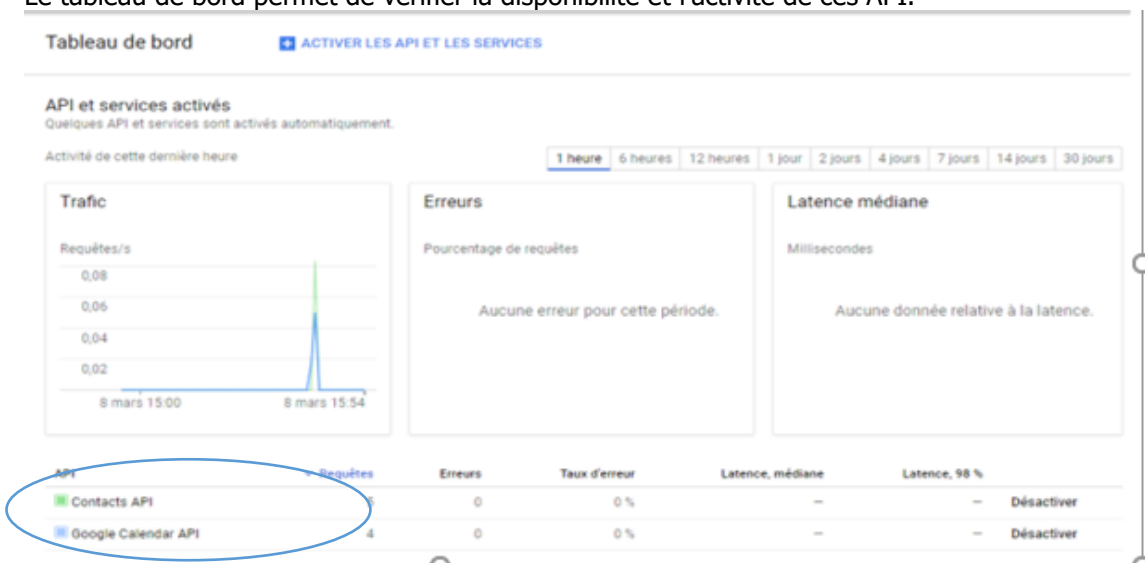 Le tableau de bord permet de vérifier la disponibilité et l'activité de ces API.
Tableau de bord ACTIVER LES API ET LES SERVICES
API et services activés
Quelques API et services sont activés automatiquement.
Activité de cette dernière heure 1 heure 6 heures 12 heures 1 jour 2 jours 4 jours 7 jours 14 jours 30 jours
Trafic
Requêtes/s
0,08
0,06
0,04
0,02
8 mars 15:00 8 mars 15:54
Erreurs
Pourcentage de requêtes
Aucune erreur pour cette période.
Latence médiane
Millisecondes
Aucune donnée relative à la latence.
API Requêtes Erreurs Taux d'erreur Latence, médiane Latence, 98 %
Contacts API 5 0 0 % – – Désactiver
Google Calendar API 4 0 0 % – – Désactiver